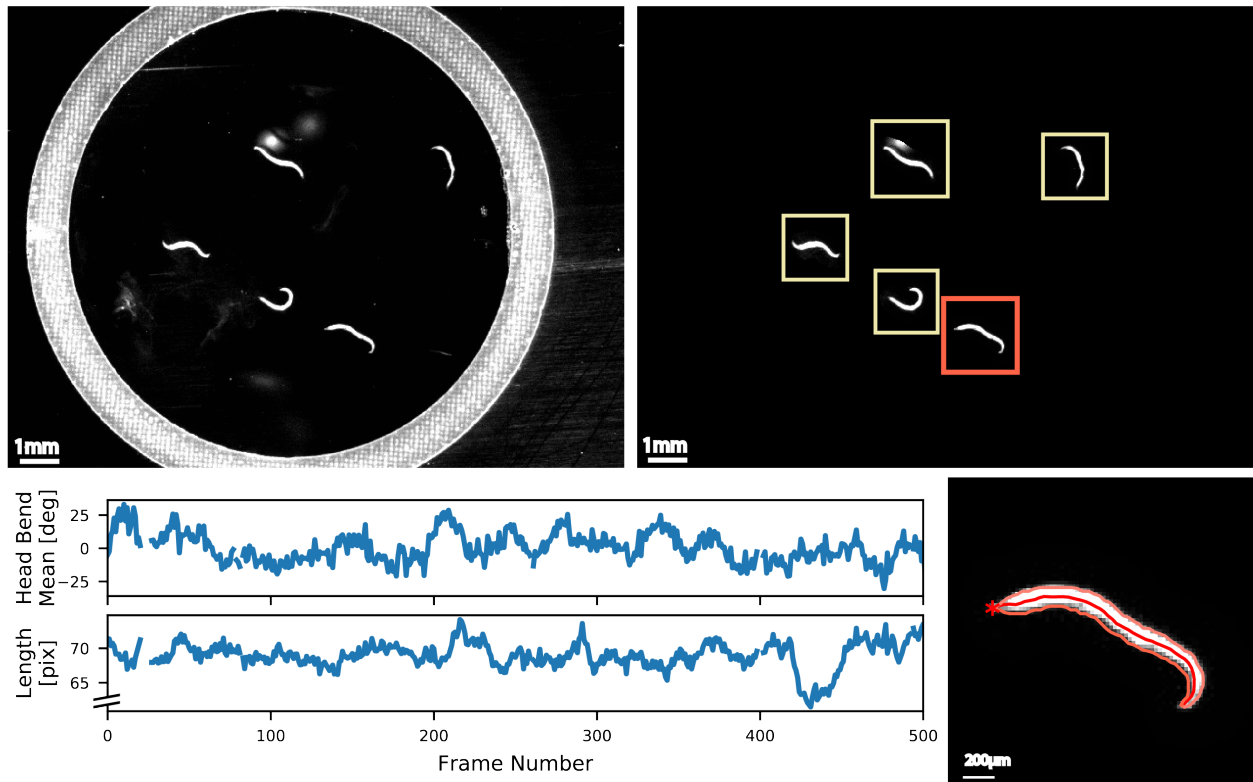 1mm
1mm
Head Bend
Mean [deg]
25
0
−25
Length
[pix]
70
65
0
100
200
300
400
500
Frame Number
*
200μm